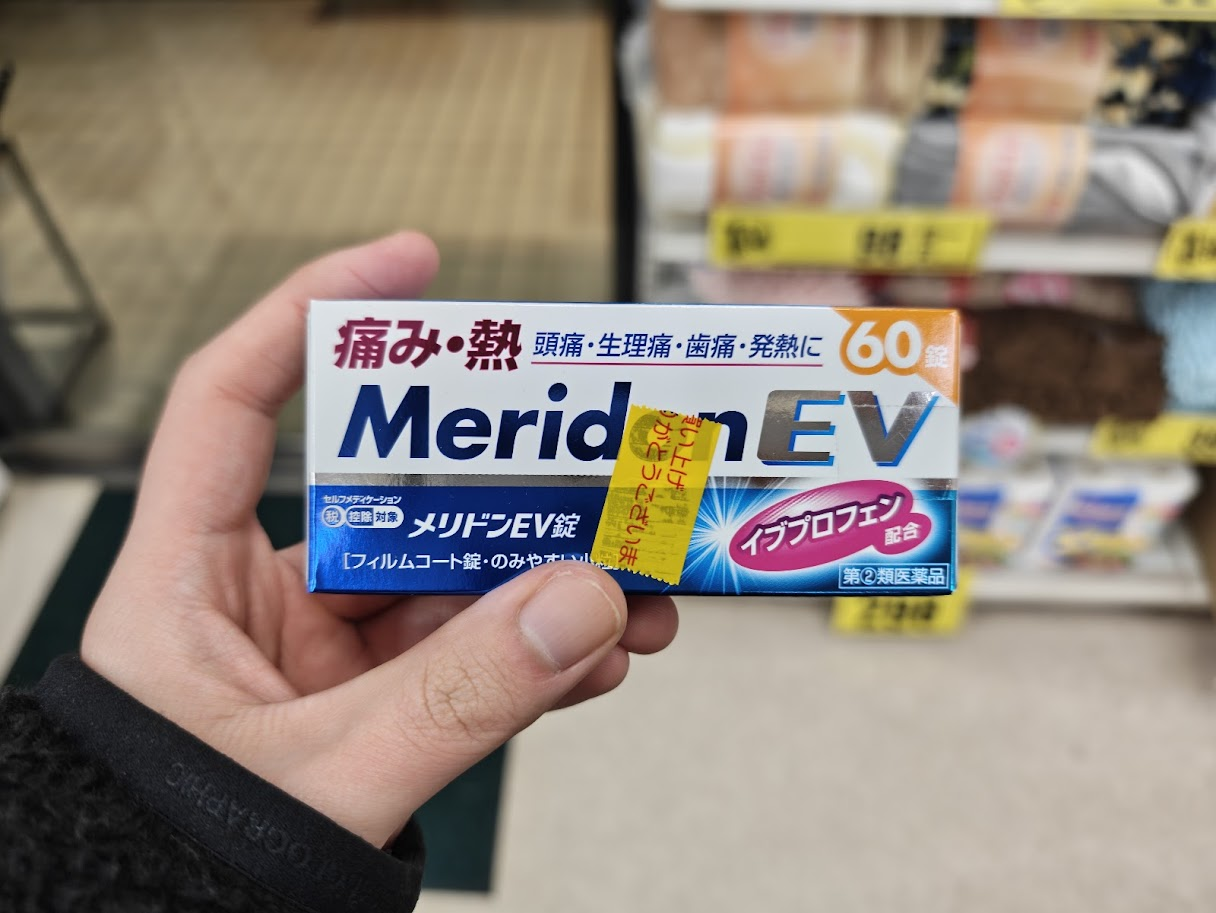 痛み・熱
頭痛・生理痛・歯痛・発熱に
60錠
Merid n EV
セルフメディケーション
税 控除 対象
メリドンEV錠
[フィルムコート錠・のみやすい小粒
イブプロフェン
配合
第②類医薬品
買い上げ
りがとうございま
OGRAPHIC